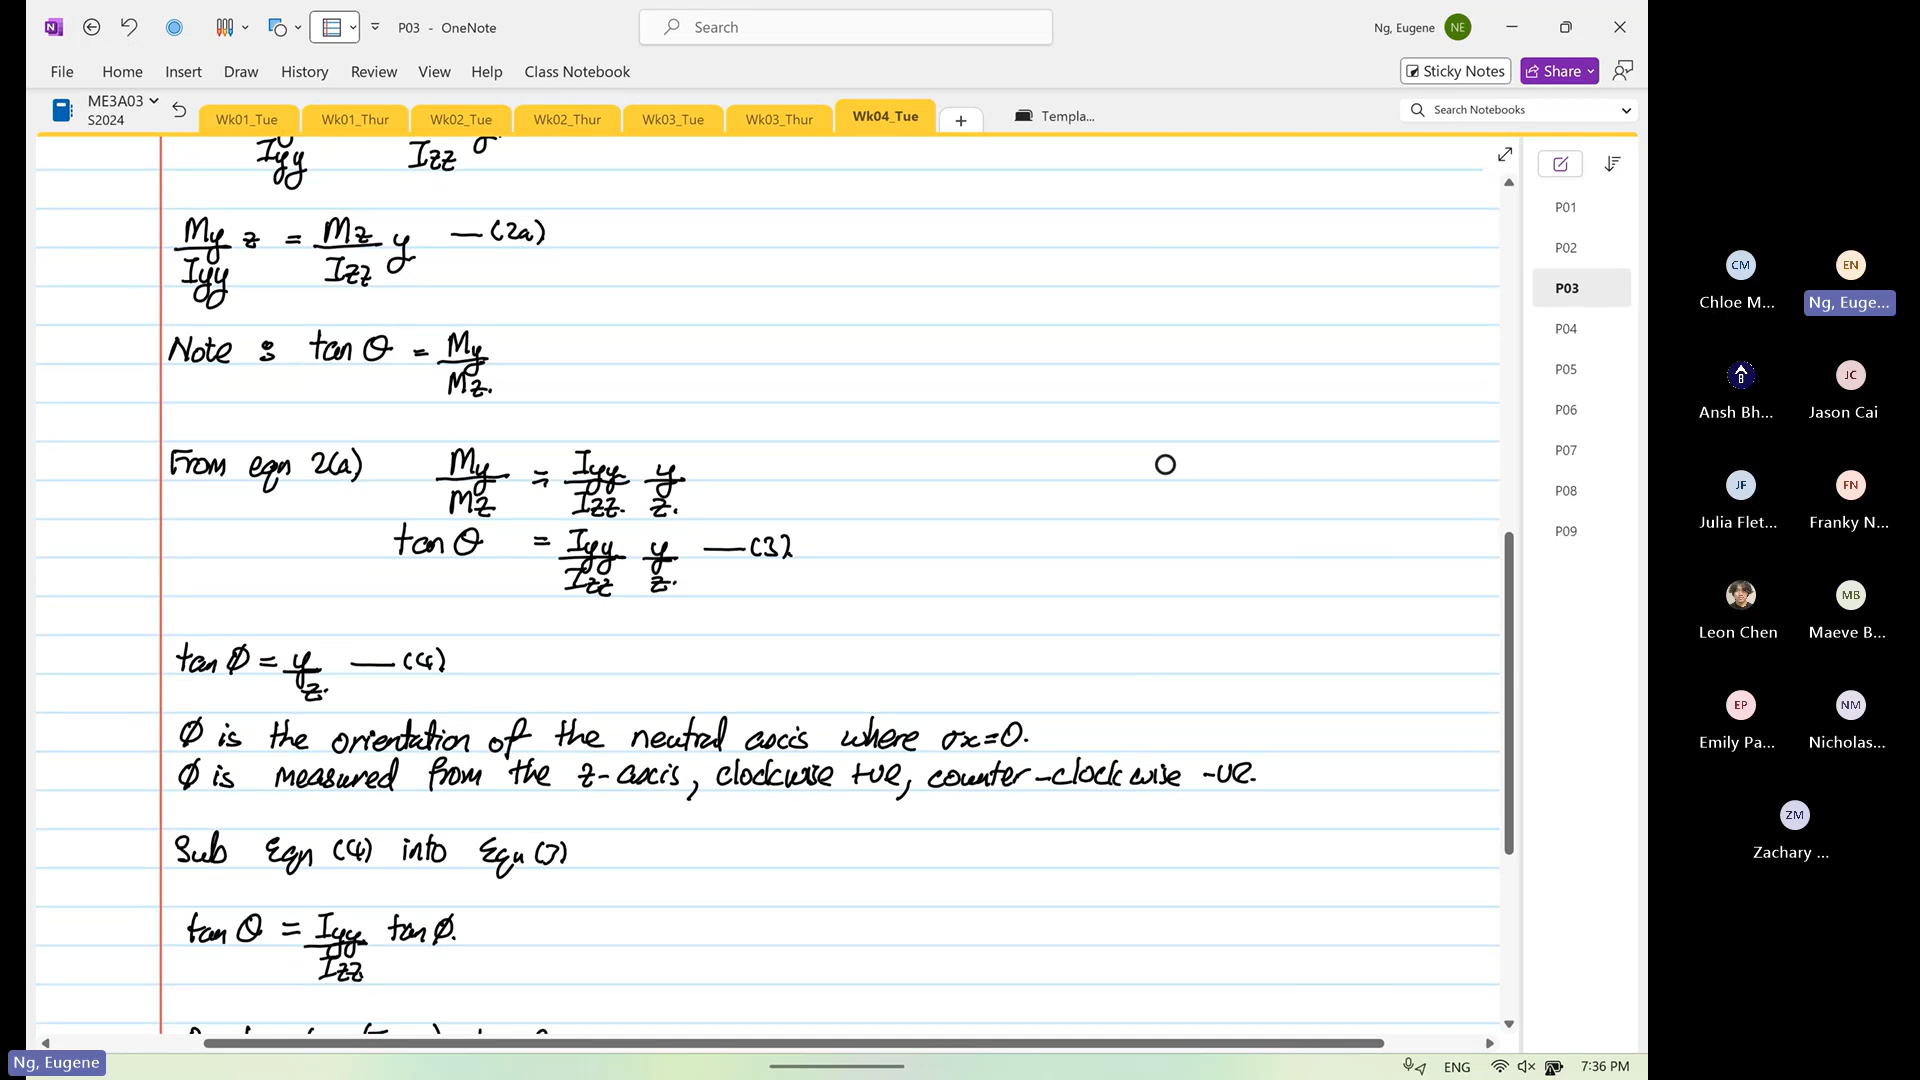 P03 - OneNote
Search
Ng, Eugene
NE
File Home Insert Draw History Review View Help Class Notebook
Sticky Notes
Share
ME3A03
S2024
Wk01_Tue Wk01_Thur Wk02_Tue Wk02_Thur Wk03_Tue Wk03_Thur Wk04_Tue
+
Templa...
Search Notebooks
Iyy Izz y
My/Iyy z = Mz/Izz y —(2a)
Note : tan θ = My/Mz.
From eqn 2(a) My/Mz = Iyy/Izz. y/z.
tan θ = Iyy/Izz y/z. —(3)
tan Ø = y/z. —(4)
Ø is the orientation of the neutral axis where σx=0.
Ø is measured from the z-axis, clockwise +ve, counter-clockwise -ve.
Sub Eqn (4) into Eqn (3)
tan θ = Iyy/Izz tan Ø.
P01
P02
P03
P04
P05
P06
P07
P08
P09
CM
Chloe M...
EN
Ng, Euge...
Ansh Bh...
JC
Jason Cai
JF
Julia Flet...
FN
Franky N...
Leon Chen
MB
Maeve B...
EP
Emily Pa...
NM
Nicholas...
ZM
Zachary ...
Ng, Eugene
ENG
7:36 PM